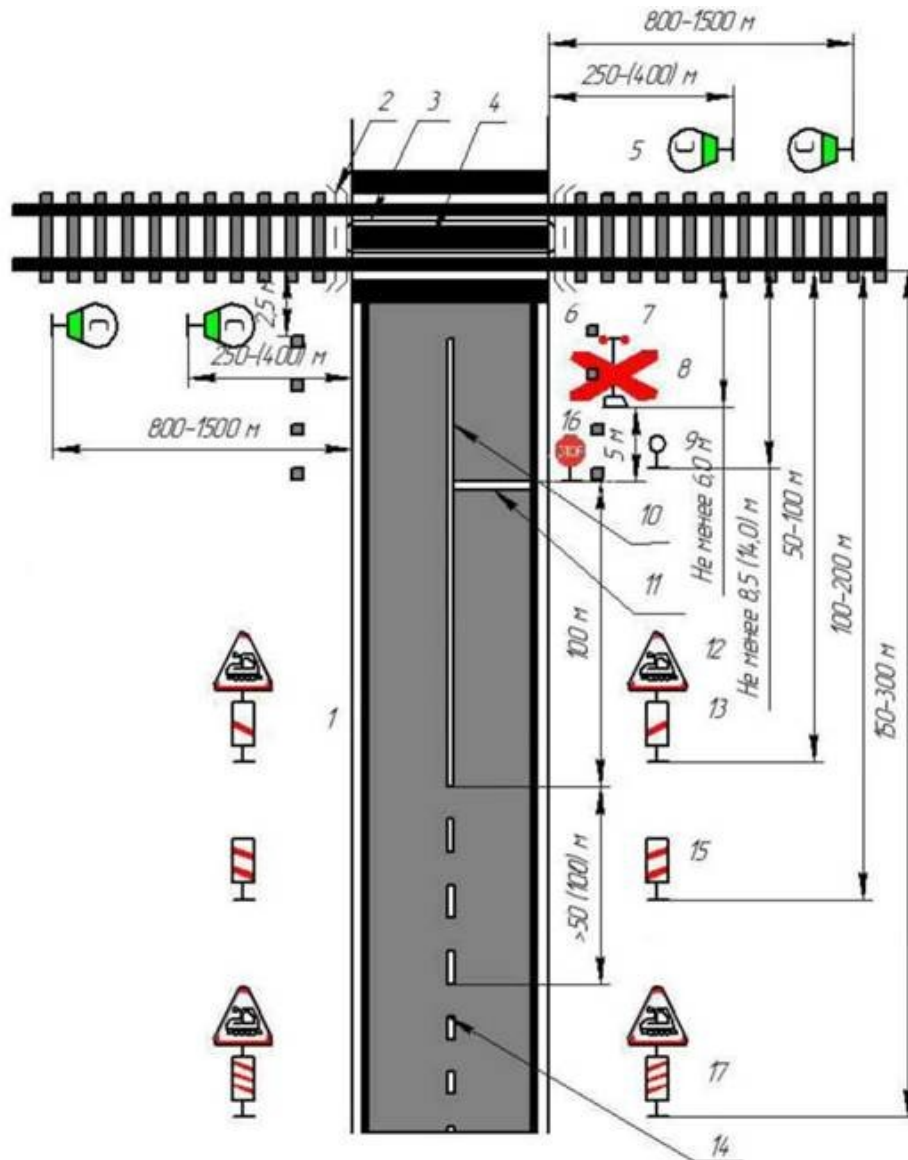 800-1500 м
250-(400) м
2
3
4
5
С
С
2,5 м
С
С
250-(400) м
800-1500 м
6
7
8
16
STOP
5 м
9
10
11
Не менее 6,0 м
Не менее 8,5 (14,0) м
50-100 м
100-200 м
150-300 м
100 м
12
13
1
15
>50 (100) м
17
14